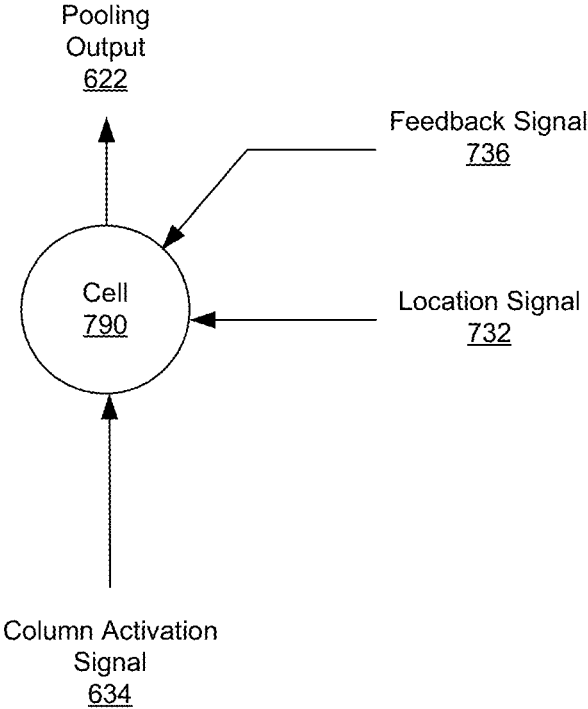 Pooling
Output
622
Feedback Signal
736
Cell
790
Location Signal
732
Column Activation
Signal
634